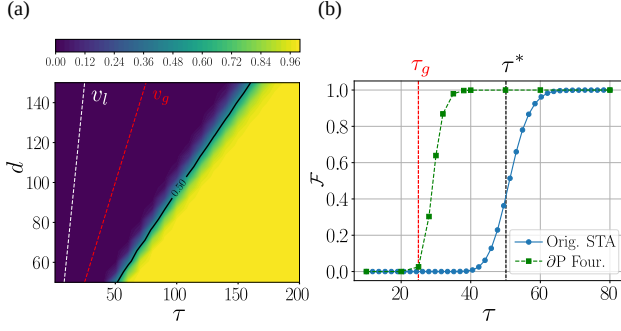 (a)
0.00 0.12 0.24 0.36 0.48 0.60 0.72 0.84 0.96
140
120
100
80
60
d
v_l
v_g
0.50
0 50 100 150 200
τ
(b)
τ_g
τ*
1.0
0.8
0.6
0.4
0.2
0.0
F
Orig. STA
∂P Four.
20 40 60 80
τ